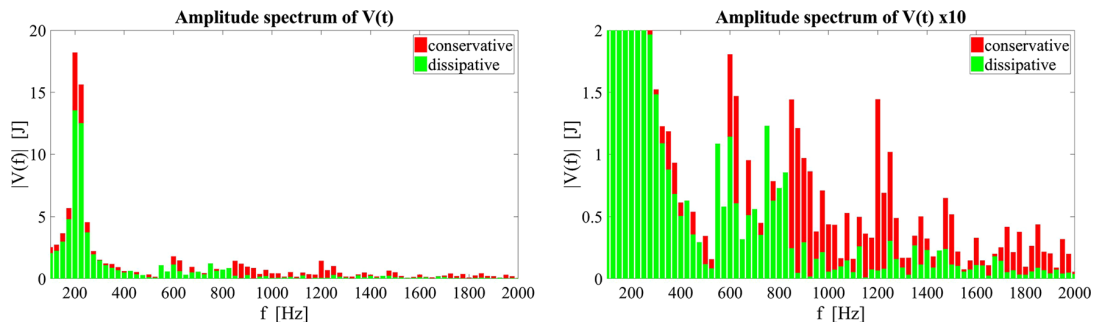 Amplitude spectrum of V(t)
20
15
10
5
0
|V(f)| [J]
conservative
dissipative
200 400 600 800 1000 1200 1400 1600 1800 2000
f [Hz]
Amplitude spectrum of V(t) x10
2
1.5
1
0.5
0
|V(f)| [J]
conservative
dissipative
200 400 600 800 1000 1200 1400 1600 1800 2000
f [Hz]